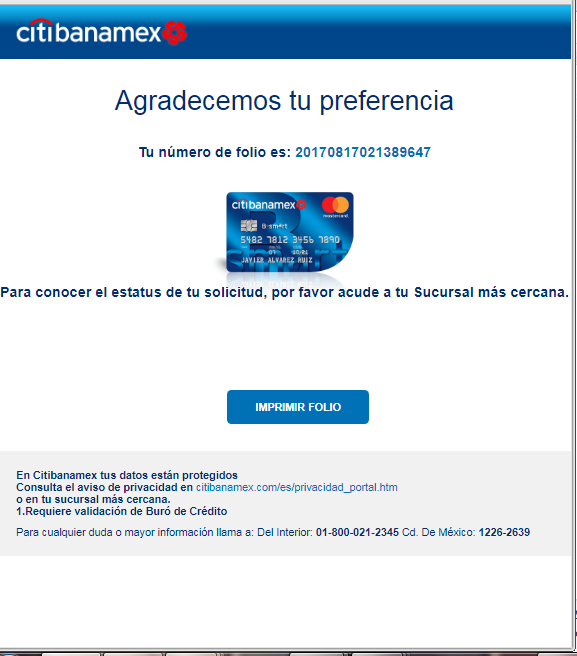 citibanamex
Agradecemos tu preferencia
Tu número de folio es: 20170817021389647
citibanamex
mastercard
B•smart
5482 7812 3456 7890
10/21
JAVIER ALVAREZ RUIZ
Para conocer el estatus de tu solicitud, por favor acude a tu Sucursal más cercana.
IMPRIMIR FOLIO
En Citibanamex tus datos están protegidos
Consulta el aviso de privacidad en citibanamex.com/es/privacidad_portal.htm
o en tu sucursal más cercana.
1.Requiere validación de Buró de Crédito
Para cualquier duda o mayor información llama a: Del Interior: 01-800-021-2345 Cd. De México: 1226-2639